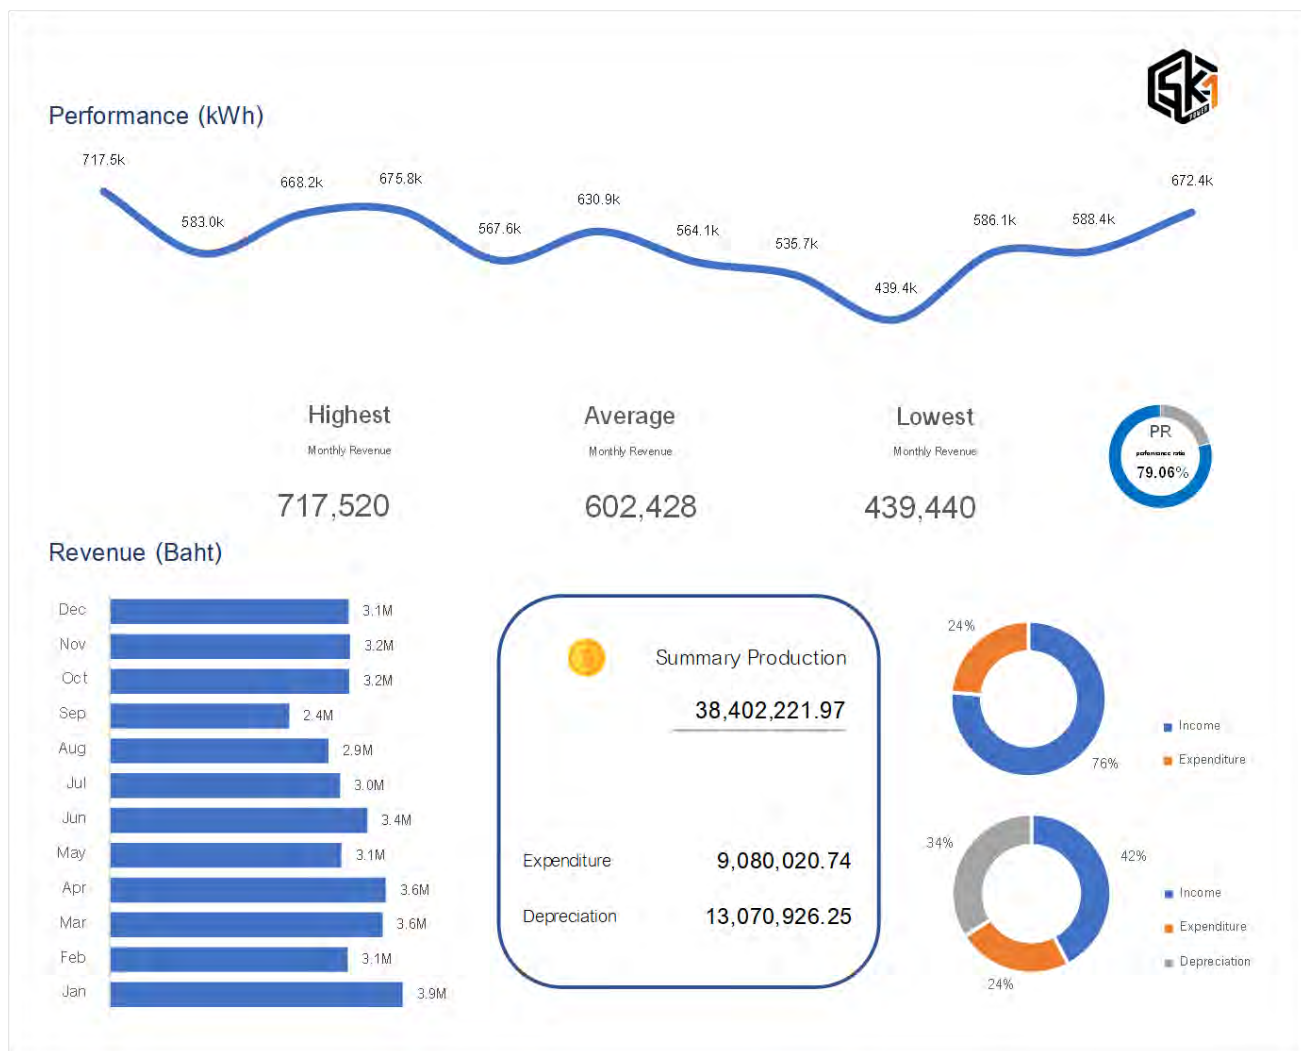 SK-1
POWER
Performance (kWh)
717.5k
583.0k
668.2k
675.8k
567.6k
630.9k
564.1k
535.7k
439.4k
586.1k
588.4k
672.4k
Highest
Monthly Revenue
717,520
Average
Monthly Revenue
602,428
Lowest
Monthly Revenue
439,440
PR
performance ratio
79.06%
Revenue (Baht)
Dec 3.1M
Nov 3.2M
Oct 3.2M
Sep 2.4M
Aug 2.9M
Jul 3.0M
Jun 3.4M
May 3.1M
Apr 3.6M
Mar 3.6M
Feb 3.1M
Jan 3.9M
Summary Production
38,402,221.97
Expenditure 9,080,020.74
Depreciation 13,070,926.25
24%
76%
Income
Expenditure
34%
42%
24%
Income
Expenditure
Depreciation